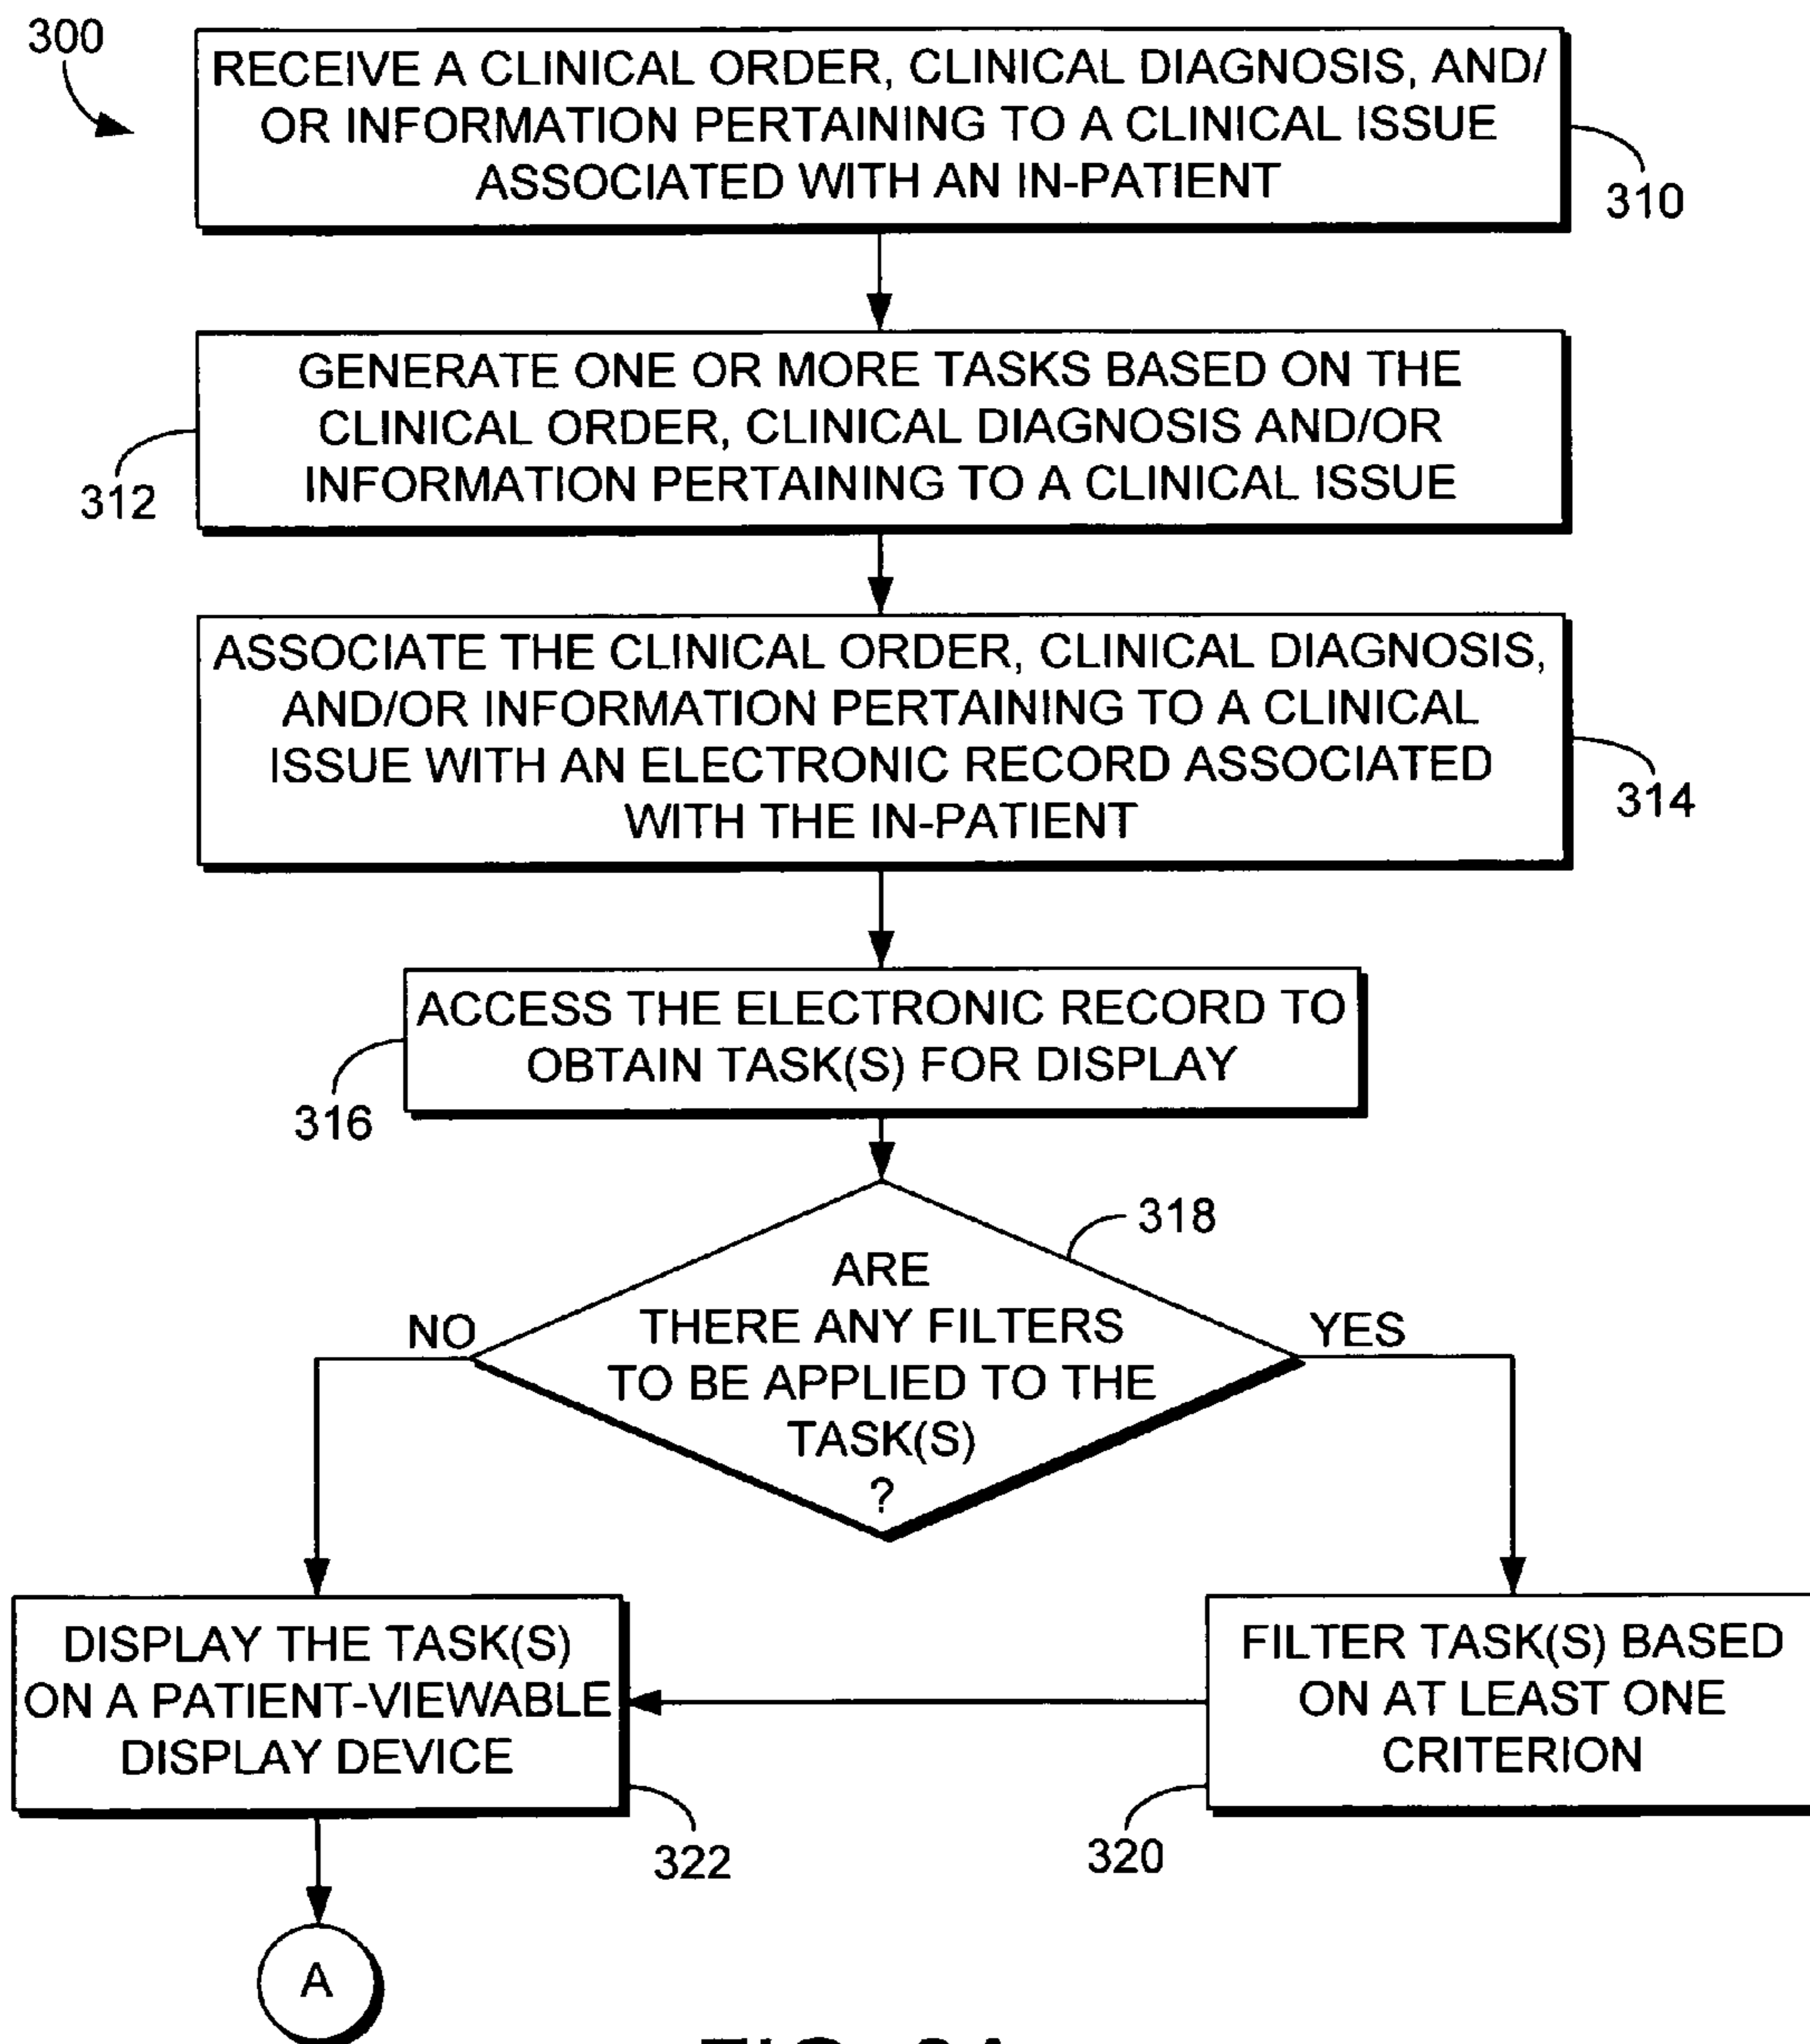 300
RECEIVE A CLINICAL ORDER, CLINICAL DIAGNOSIS, AND/
OR INFORMATION PERTAINING TO A CLINICAL ISSUE
ASSOCIATED WITH AN IN-PATIENT
310
GENERATE ONE OR MORE TASKS BASED ON THE
CLINICAL ORDER, CLINICAL DIAGNOSIS AND/OR
INFORMATION PERTAINING TO A CLINICAL ISSUE
312
ASSOCIATE THE CLINICAL ORDER, CLINICAL DIAGNOSIS,
AND/OR INFORMATION PERTAINING TO A CLINICAL
ISSUE WITH AN ELECTRONIC RECORD ASSOCIATED
WITH THE IN-PATIENT
314
ACCESS THE ELECTRONIC RECORD TO
OBTAIN TASK(S) FOR DISPLAY
316
318
ARE
THERE ANY FILTERS
TO BE APPLIED TO THE
TASK(S)
?
NO
YES
DISPLAY THE TASK(S)
ON A PATIENT-VIEWABLE
DISPLAY DEVICE
322
FILTER TASK(S) BASED
ON AT LEAST ONE
CRITERION
320
A